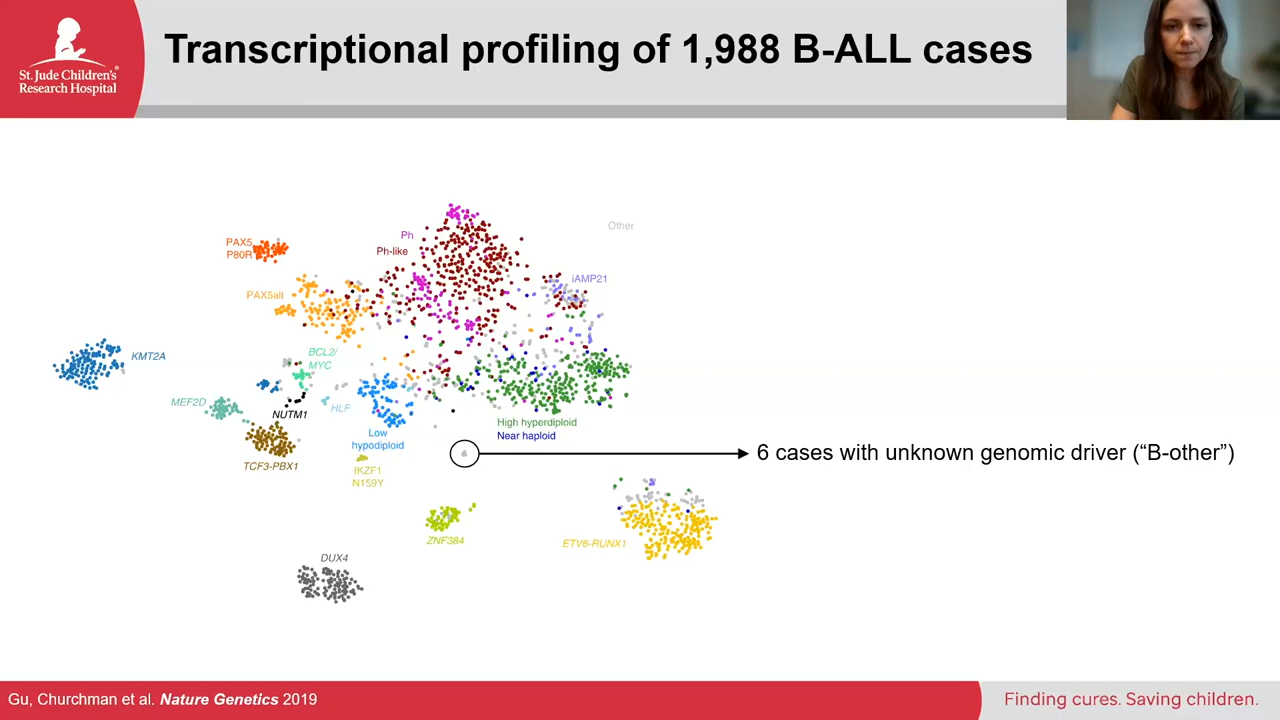 St. Jude Children's®
Research Hospital
Transcriptional profiling of 1,988 B-ALL cases
Other
Ph
Ph-like
PAX5
P80R
iAMP21
PAX5alt
BCL2/
MYC
KMT2A
MEF2D
NUTM1
HLF
High hyperdiploid
Near haploid
Low
hypodiploid
TCF3-PBX1
IKZF1
N159Y
6 cases with unknown genomic driver (“B-other”)
ZNF384
ETV6-RUNX1
DUX4
Gu, Churchman et al. Nature Genetics 2019
Finding cures. Saving children.